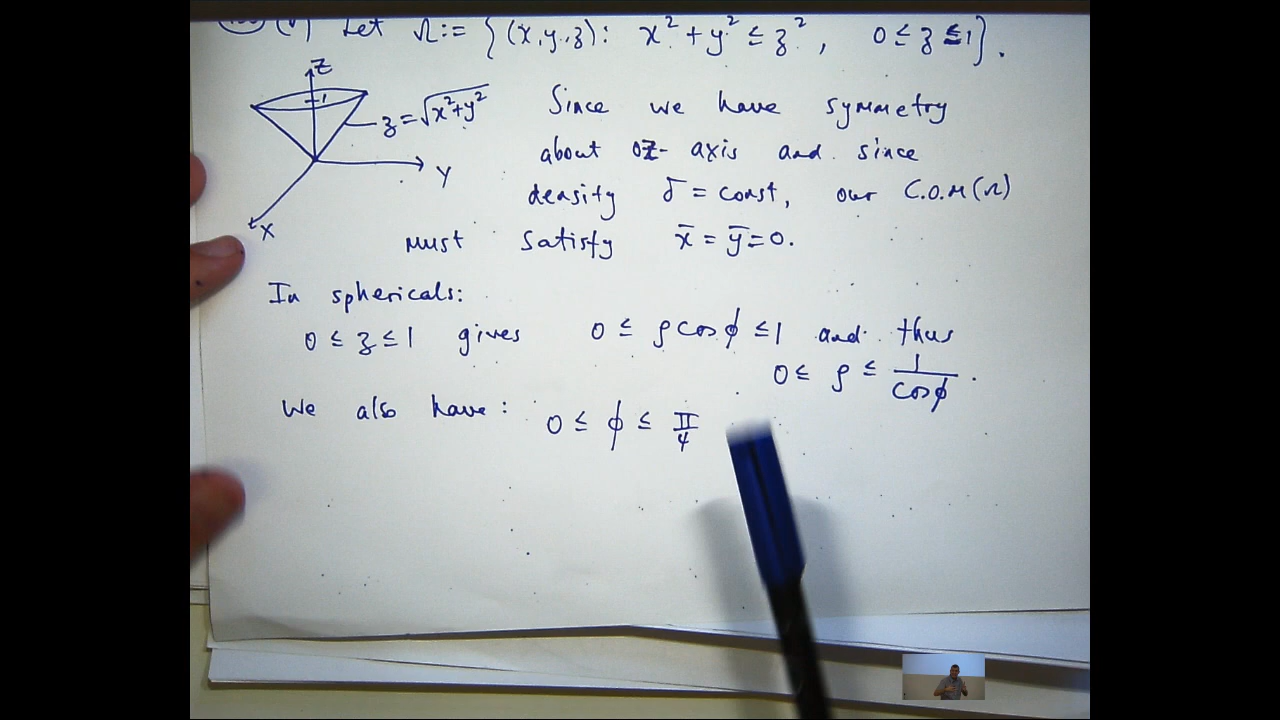 (v) Let Ω := {(x,y,z): x² + y² ≤ z², 0 ≤ z ≤ 1}.
Z
1
z = √x²+y²
Y
X
Since we have symmetry
about OZ- axis and since
density δ = const, our C.O.M(Ω)
must satisfy x̄ = ȳ = 0.
In sphericals:
0 ≤ z ≤ 1 gives 0 ≤ ρ cos ϕ ≤ 1 and thus
0 ≤ ρ ≤ 1/cos ϕ.
We also have: 0 ≤ ϕ ≤ π/4